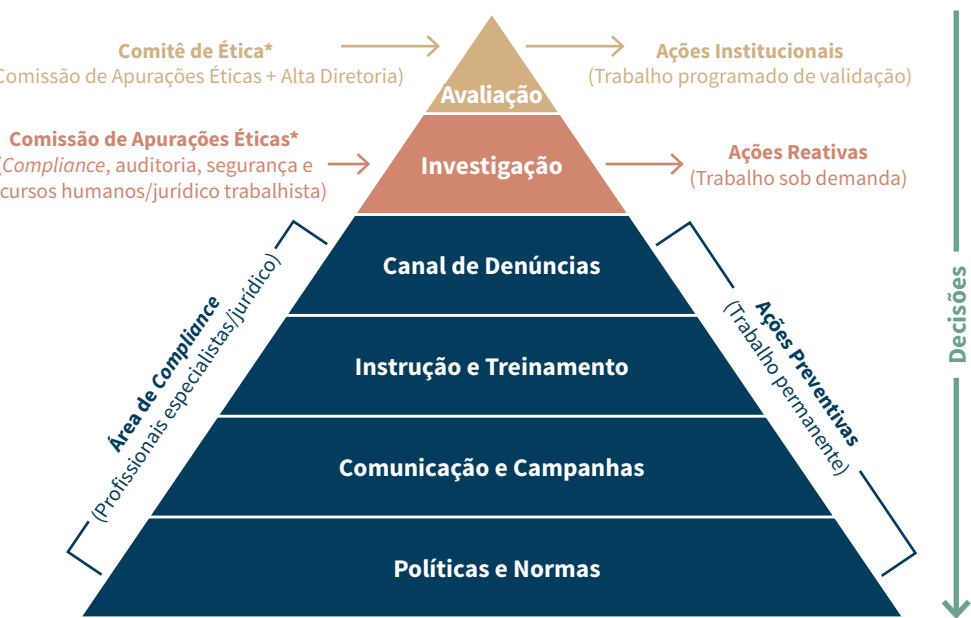 Comitê de Ética*
Comissão de Apurações Éticas + Alta Diretoria)
Avaliação
Ações Institucionais
(Trabalho programado de validação)
Comissão de Apurações Éticas*
(Compliance, auditoria, segurança e
cursos humanos/jurídico trabalhista)
Investigação
Ações Reativas
(Trabalho sob demanda)
Canal de Denúncias
Instrução e Treinamento
Comunicação e Campanhas
Políticas e Normas
Área de Compliance
(Profissionais especialistas/jurídico)
Ações Preventivas
(Trabalho permanente)
Decisões